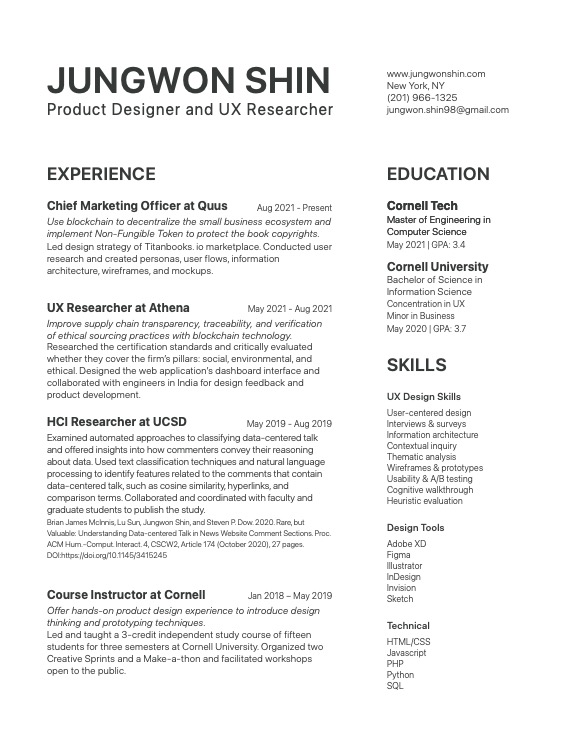 JUNGWON SHIN
Product Designer and UX Researcher
www.jungwonshin.com
New York, NY
(201) 966-1325
jungwon.shin98@gmail.com
EXPERIENCE
Chief Marketing Officer at Quus Aug 2021 - Present
Use blockchain to decentralize the small business ecosystem and
implement Non-Fungible Token to protect the book copyrights.
Led design strategy of Titanbooks. io marketplace. Conducted user
research and created personas, user flows, information
architecture, wireframes, and mockups.
UX Researcher at Athena May 2021 - Aug 2021
Improve supply chain transparency, traceability, and verification
of ethical sourcing practices with blockchain technology.
Researched the certification standards and critically evaluated
whether they cover the firm's pillars: social, environmental, and
ethical. Designed the web application's dashboard interface and
collaborated with engineers in India for design feedback and
product development.
HCI Researcher at UCSD May 2019 - Aug 2019
Examined automated approaches to classifying data-centered talk
and offered insights into how commenters convey their reasoning
about data. Used text classification techniques and natural language
processing to identify features related to the comments that contain
data-centered talk, such as cosine similarity, hyperlinks, and
comparison terms. Collaborated and coordinated with faculty and
graduate students to publish the study.
Brian James McInnis, Lu Sun, Jungwon Shin, and Steven P. Dow. 2020. Rare, but
Valuable: Understanding Data-centered Talk in News Website Comment Sections. Proc.
ACM Hum.-Comput. Interact. 4, CSCW2, Article 174 (October 2020), 27 pages.
DOI:https://doi.org/10.1145/3415245
Course Instructor at Cornell Jan 2018 – May 2019
Offer hands-on product design experience to introduce design
thinking and prototyping techniques.
Led and taught a 3-credit independent study course of fifteen
students for three semesters at Cornell University. Organized two
Creative Sprints and a Make-a-thon and facilitated workshops
open to the public.
EDUCATION
Cornell Tech
Master of Engineering in
Computer Science
May 2021 | GPA: 3.4
Cornell University
Bachelor of Science in
Information Science
Concentration in UX
Minor in Business
May 2020 | GPA: 3.7
SKILLS
UX Design Skills
User-centered design
Interviews & surveys
Information architecture
Contextual inquiry
Thematic analysis
Wireframes & prototypes
Usability & A/B testing
Cognitive walkthrough
Heuristic evaluation
Design Tools
Adobe XD
Figma
Illustrator
InDesign
Invision
Sketch
Technical
HTML/CSS
Javascript
PHP
Python
SQL